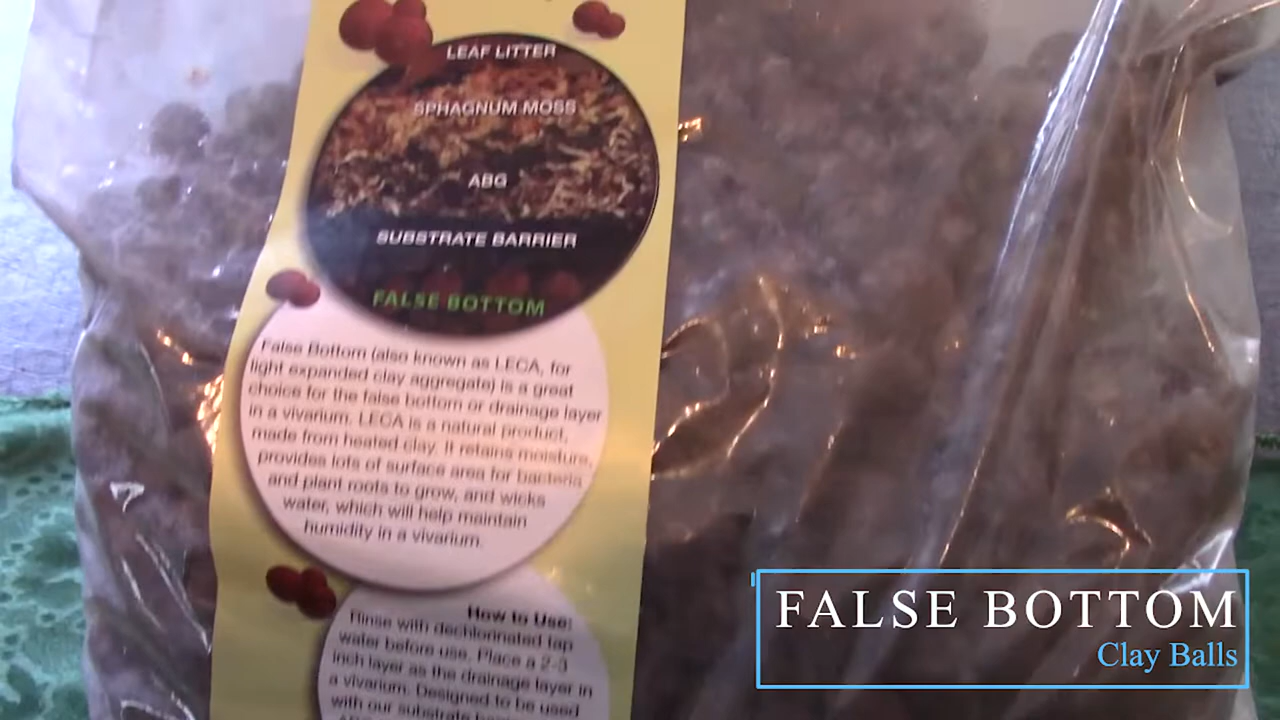 LEAF LITTER
SPHAGNUM MOSS
ABG
SUBSTRATE BARRIER
FALSE BOTTOM
False Bottom (also known as LECA, for
light expanded clay aggregate) is a great
choice for the false bottom or drainage layer
in a vivarium. LECA is a natural product,
made from heated clay. It retains moisture,
provides lots of surface area for bacteria
and plant roots to grow, and wicks
water, which will help maintain
humidity in a vivarium.
How to Use:
Rinse with dechlorinated tap
water before use. Place a 2-3
inch layer as the drainage layer in
a vivarium. Designed to be used
with our substrate
FALSE BOTTOM
Clay Balls